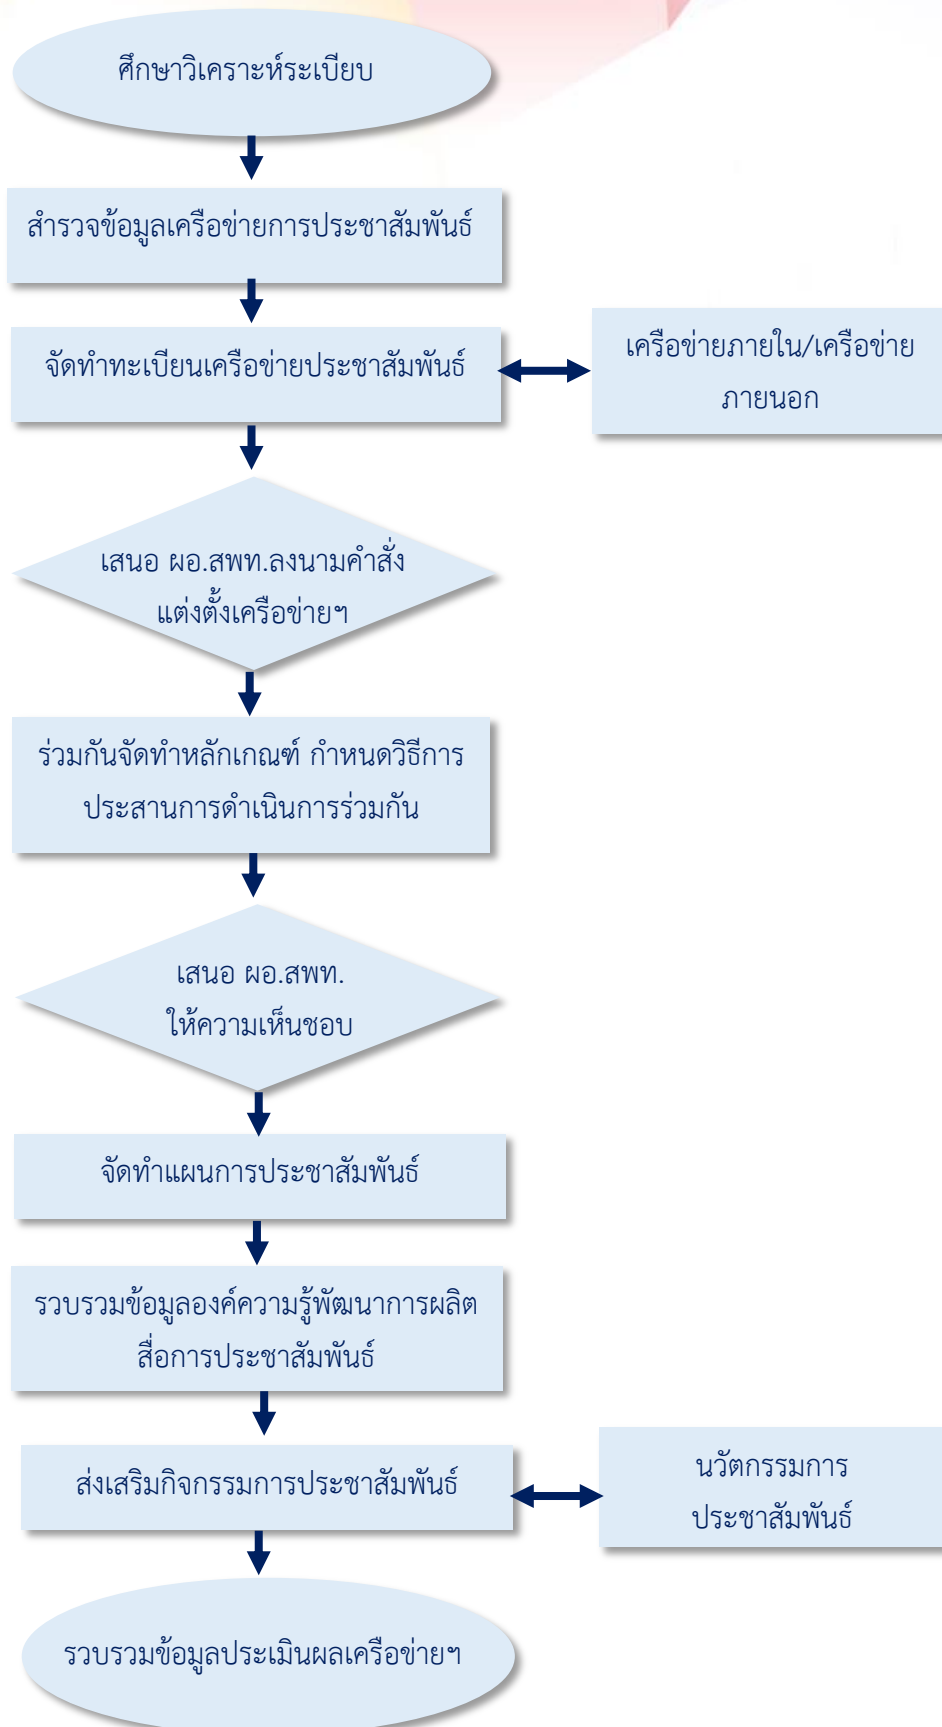 ศึกษาวิเคราะห์ระเบียบ
สำรวจข้อมูลเครือข่ายการประชาสัมพันธ์
จัดทำทะเบียนเครือข่ายประชาสัมพันธ์
เครือข่ายภายใน/เครือข่าย
ภายนอก
เสนอ ผอ.สพท.ลงนามคำสั่ง
แต่งตั้งเครือข่ายฯ
ร่วมกันจัดทำหลักเกณฑ์ กำหนดวิธีการ
ประสานการดำเนินการร่วมกัน
เสนอ ผอ.สพท.
ให้ความเห็นชอบ
จัดทำแผนการประชาสัมพันธ์
รวบรวมข้อมูลองค์ความรู้พัฒนาการผลิต
สื่อการประชาสัมพันธ์
ส่งเสริมกิจกรรมการประชาสัมพันธ์
นวัตกรรมการ
ประชาสัมพันธ์
รวบรวมข้อมูลประเมินผลเครือข่ายฯ